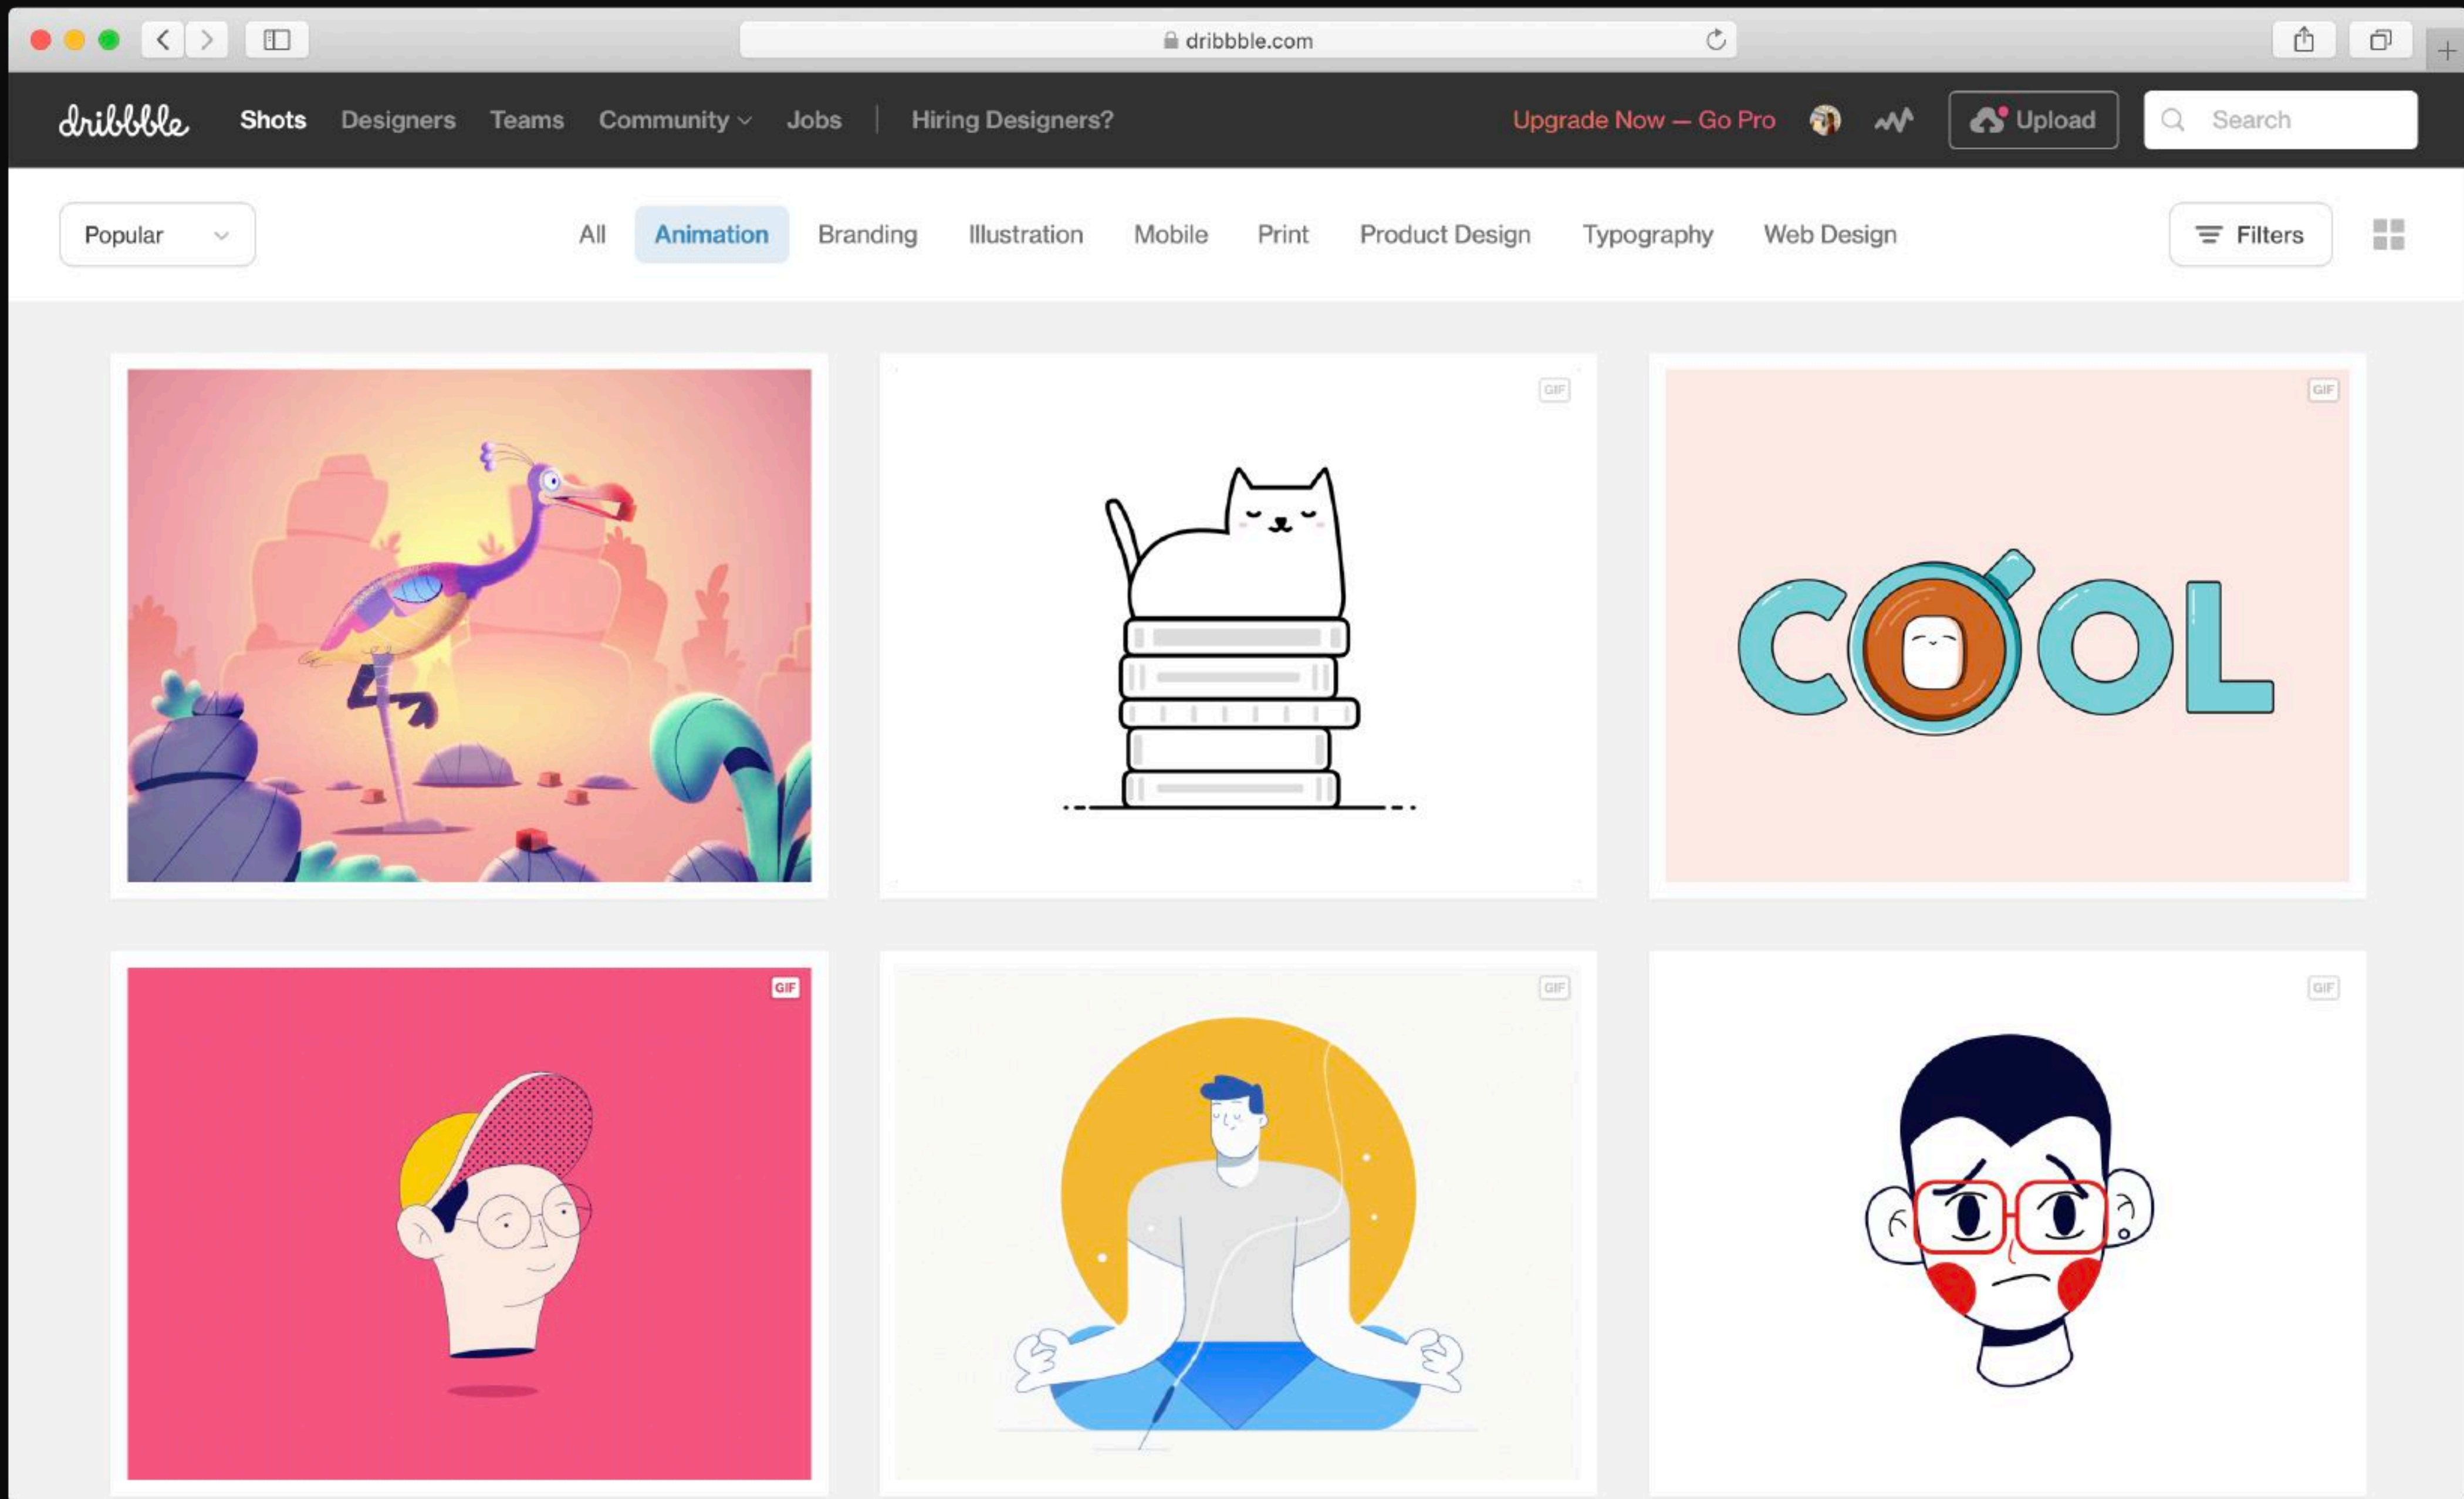 dribbble.com
dribbble Shots Designers Teams Community Jobs Hiring Designers? Upgrade Now — Go Pro Upload Search
Popular All Animation Branding Illustration Mobile Print Product Design Typography Web Design Filters
GIF
GIF
COOL
GIF
GIF
GIF